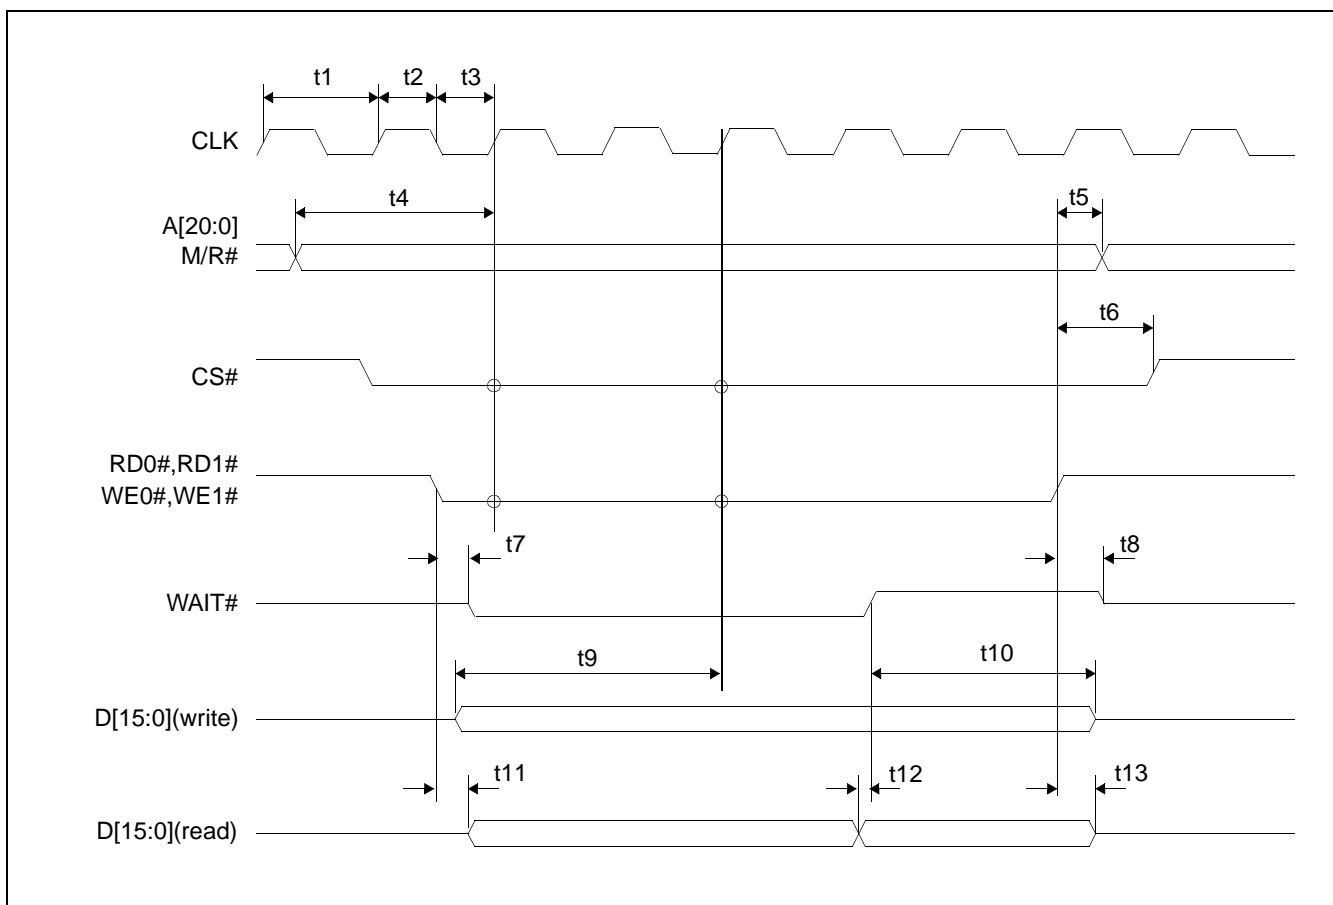 t1 t2 t3
CLK
t4 t5
A[20:0]
M/R#
t6
CS#
RD0#,RD1#
WE0#,WE1#
t7 t8
WAIT#
t9 t10
D[15:0](write)
t11 t12 t13
D[15:0](read)